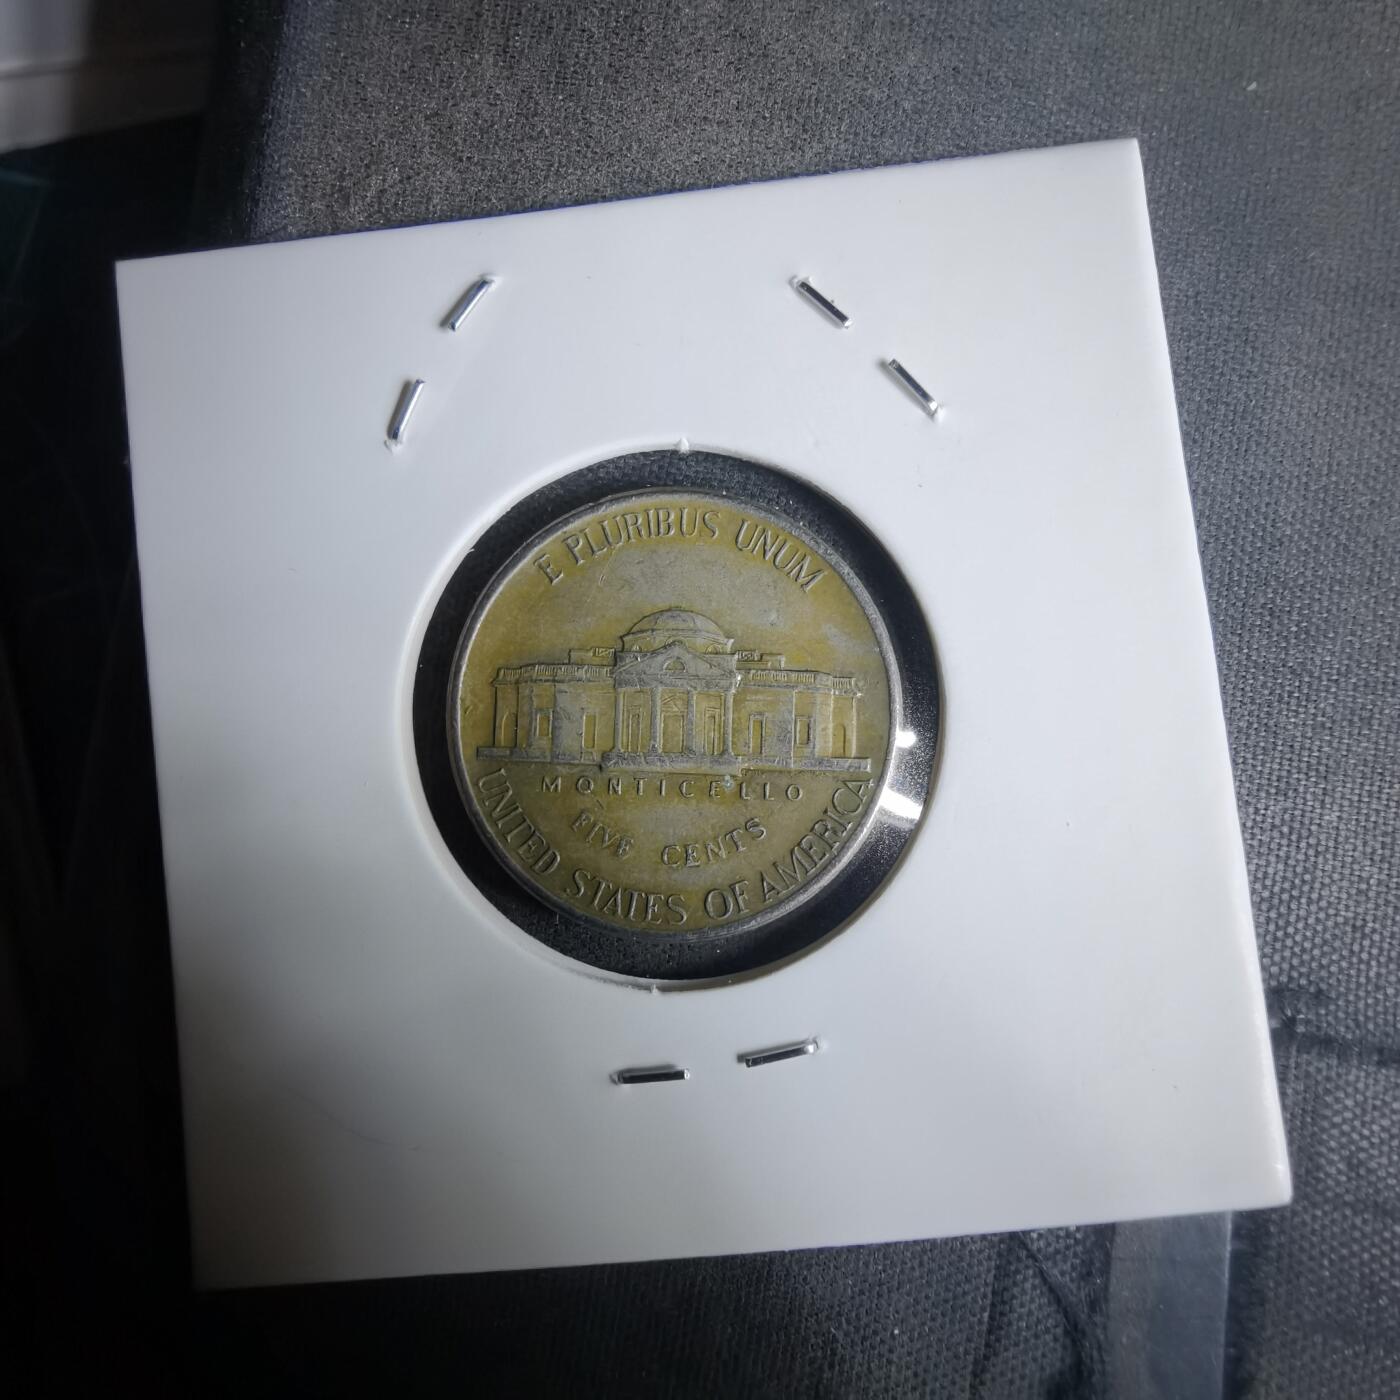 E PLURIBUS UNUM
MONTICELLO
FIVE CENTS
UNITED STATES OF AMERICA